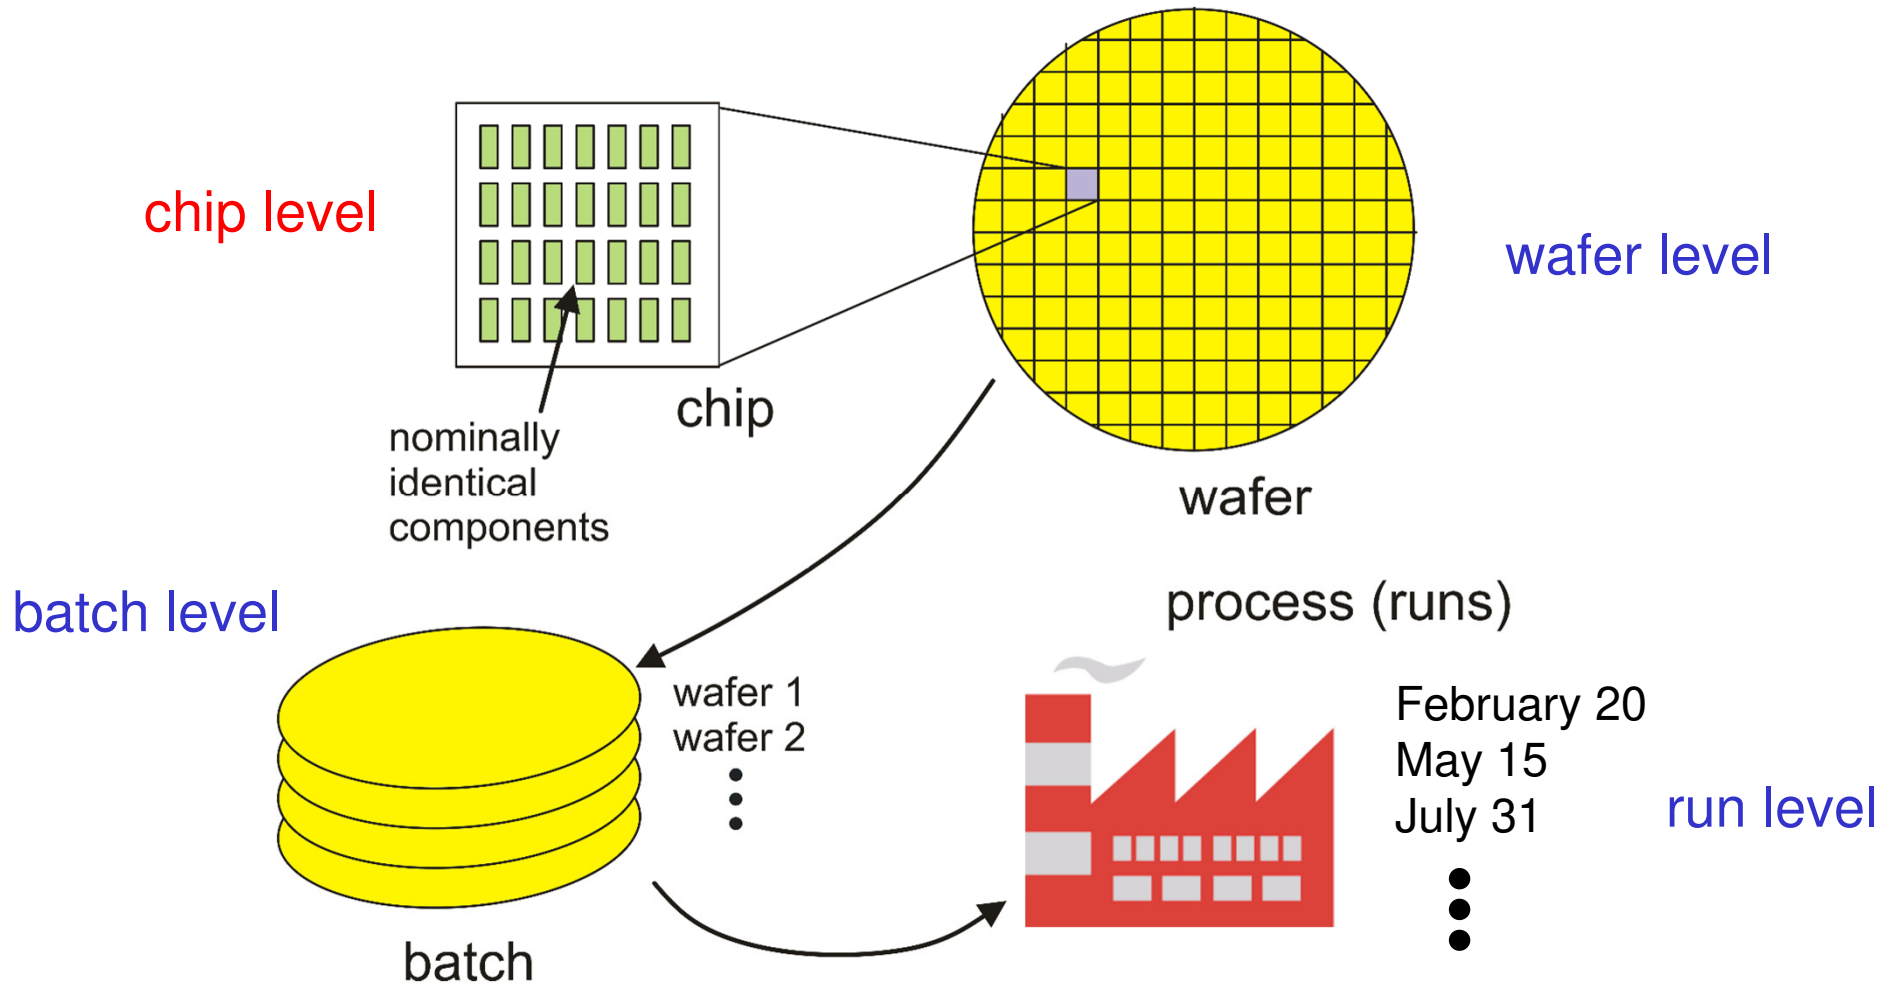 chip level
chip
nominally
identical
components
wafer level
wafer
batch level
wafer 1
wafer 2
batch
process (runs)
February 20
May 15
July 31
run level